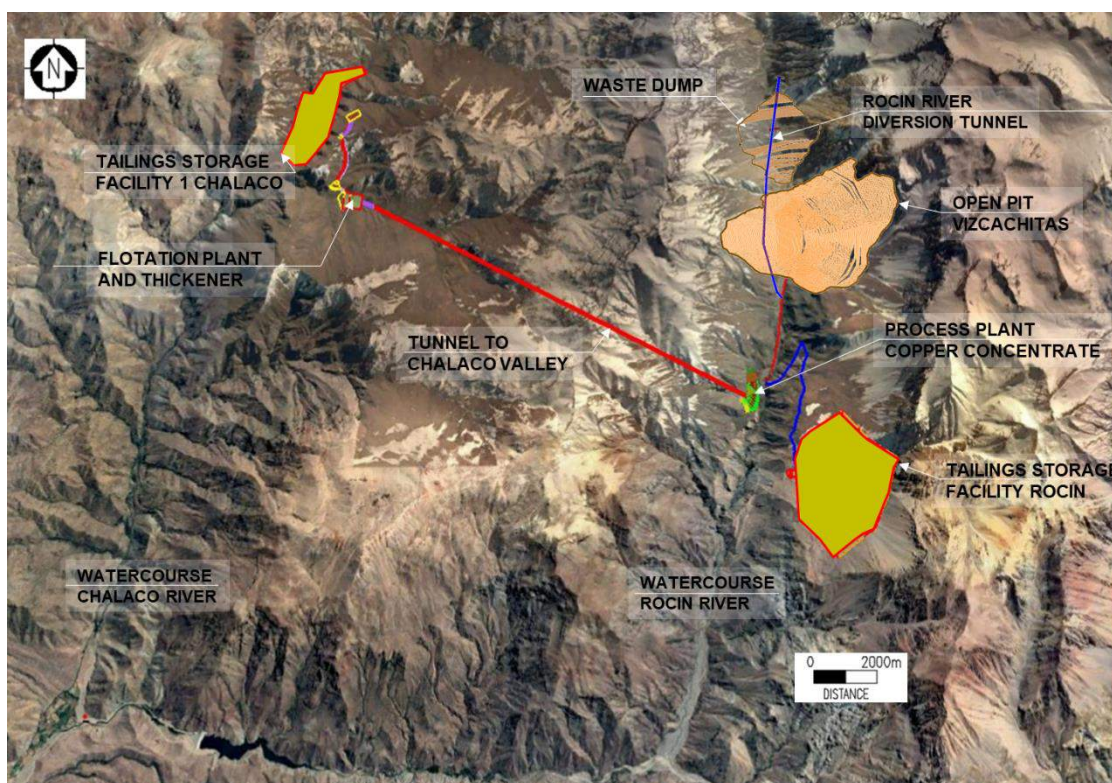 N
WASTE DUMP
ROCIN RIVER
DIVERSION TUNNEL
TAILINGS STORAGE
FACILITY 1 CHALACO
OPEN PIT
VIZCACHITAS
FLOTATION PLANT
AND THICKENER
TUNNEL TO
CHALACO VALLEY
PROCESS PLANT
COPPER CONCENTRATE
TAILINGS STORAGE
FACILITY ROCIN
WATERCOURSE
CHALACO RIVER
WATERCOURSE
ROCIN RIVER
0 2000m
DISTANCE